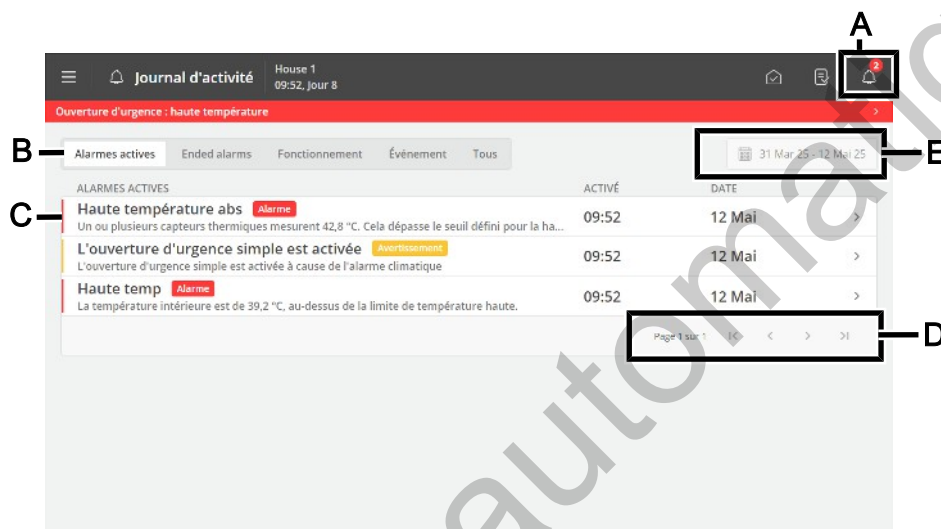 A
Journal d'activité
House 1
09:52, Jour 8
2
Ouverture d'urgence : haute température
B
Alarmes actives Ended alarms Fonctionnement Événement Tous
31 Mar 25 - 12 Mai 25
E
ALARMES ACTIVES ACTIVÉ DATE
C
Haute température abs Alarme
Un ou plusieurs capteurs thermiques mesurent 42,8 °C. Cela dépasse le seuil défini pour la ha...
09:52 12 Mai
L'ouverture d'urgence simple est activée Avertissement
L'ouverture d'urgence simple est activée à cause de l'alarme climatique
09:52 12 Mai
Haute temp Alarme
La température intérieure est de 39,2 °C, au-dessus de la limite de température haute.
09:52 12 Mai
Page 1 sur 1
D
automatic